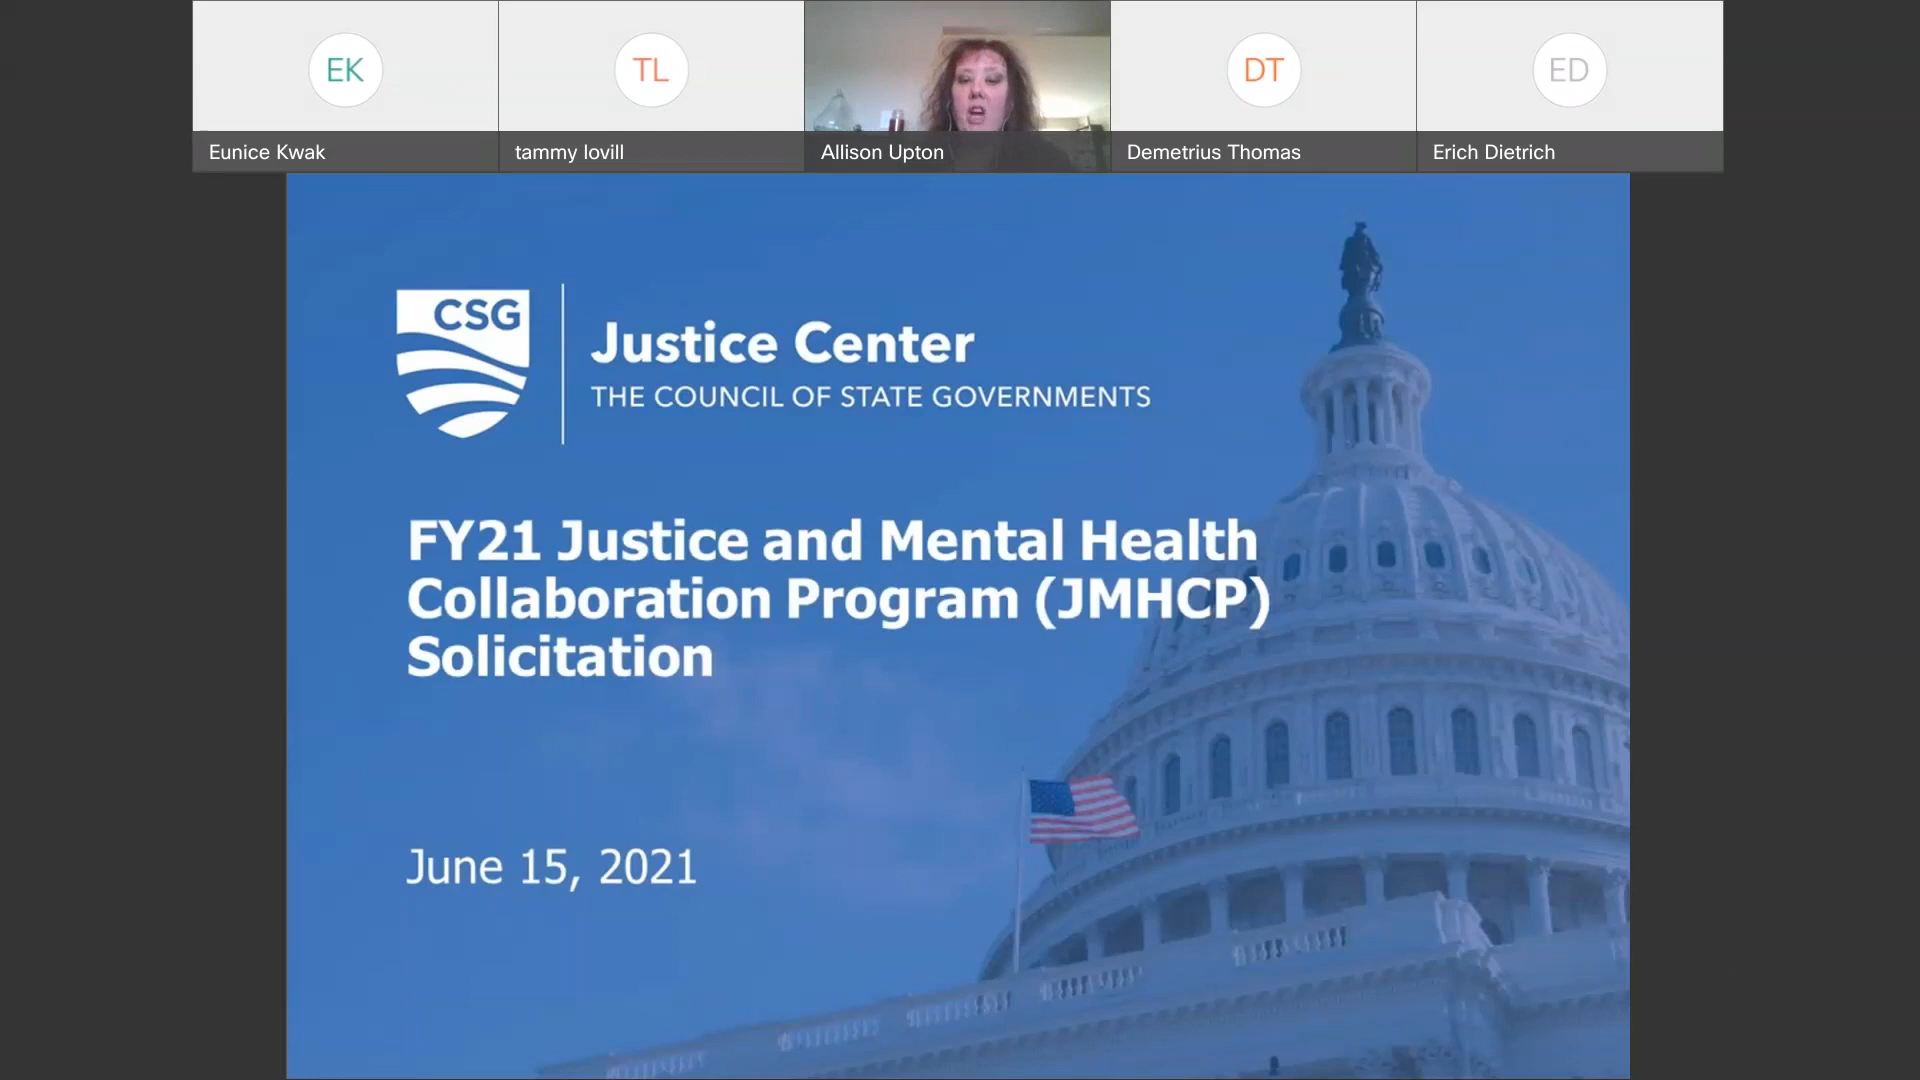 EK
TL
DT
ED
Eunice Kwak
tammy lovill
Allison Upton
Demetrius Thomas
Erich Dietrich
CSG
Justice Center
THE COUNCIL OF STATE GOVERNMENTS
FY21 Justice and Mental Health
Collaboration Program (JMHCP)
Solicitation
June 15, 2021